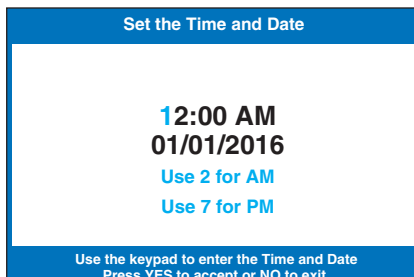 Set the Time and Date
12:00 AM
01/01/2016
Use 2 for AM
Use 7 for PM
Use the keypad to enter the Time and Date
Press YES to accept or NO to exit